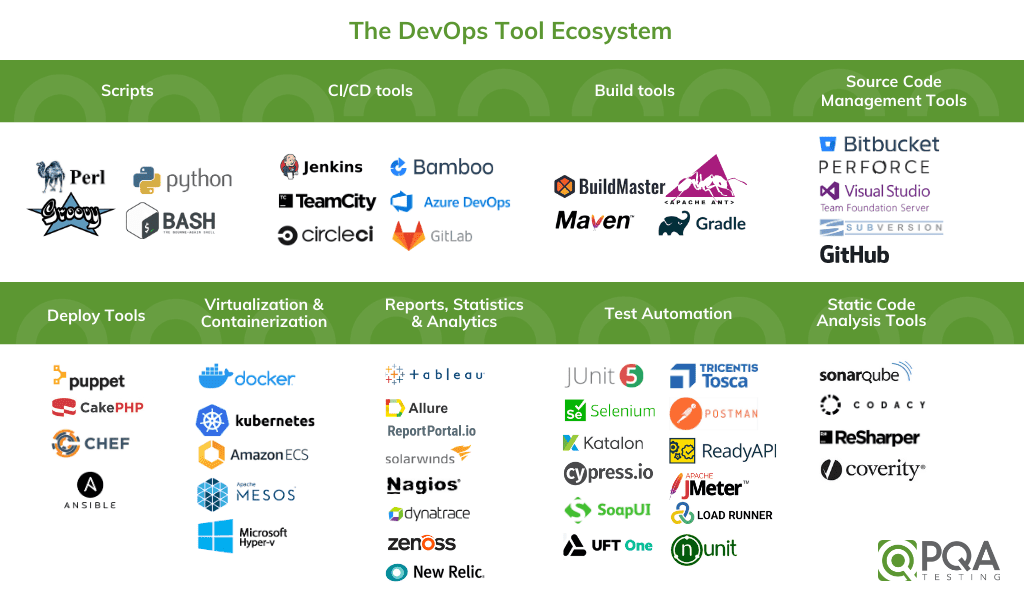 The DevOps Tool Ecosystem
Scripts
CI/CD tools
Build tools
Source Code
Management Tools
Perl
python
Groovy
BASH
THE BOURNE-AGAIN SHELL
Jenkins
Bamboo
TC
TeamCity
Azure DevOps
circleci
GitLab
BuildMaster
APACHE ANT
Maven™
Gradle
Bitbucket
PERFORCE
Visual Studio
Team Foundation Server
SUBVERSION
GitHub
Deploy Tools
Virtualization &
Containerization
Reports, Statistics
& Analytics
Test Automation
Static Code
Analysis Tools
puppet
CakePHP
CHEF
A
ANSIBLE
docker
kubernetes
Amazon ECS
Apache
MESOS
Microsoft
Hyper-v
tableau
Allure
ReportPortal.io
solarwinds
Nagios®
dynatrace
zenoss
New Relic.
JUnit 5
TRICENTIS
Tosca
Se Selenium
POSTMAN
Katalon
ReadyAPI
cypress.io
APACHE
JMeter™
SoapUI
LOAD RUNNER
UFT One
nunit
sonarqube
CODACY
ReSharper
coverity®
PQA
TESTING